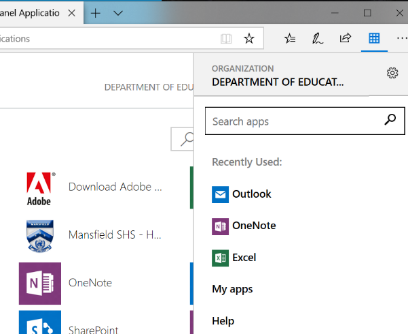 anel Applicatio
ications
ORGANIZATION
DEPARTMENT OF EDUCAT...
DEPARTMENT OF EDU
Search apps
Recently Used:
Outlook
OneNote
Excel
My apps
Help
Adobe
Download Adobe ...
Mansfield SHS - H...
OneNote
SharePoint